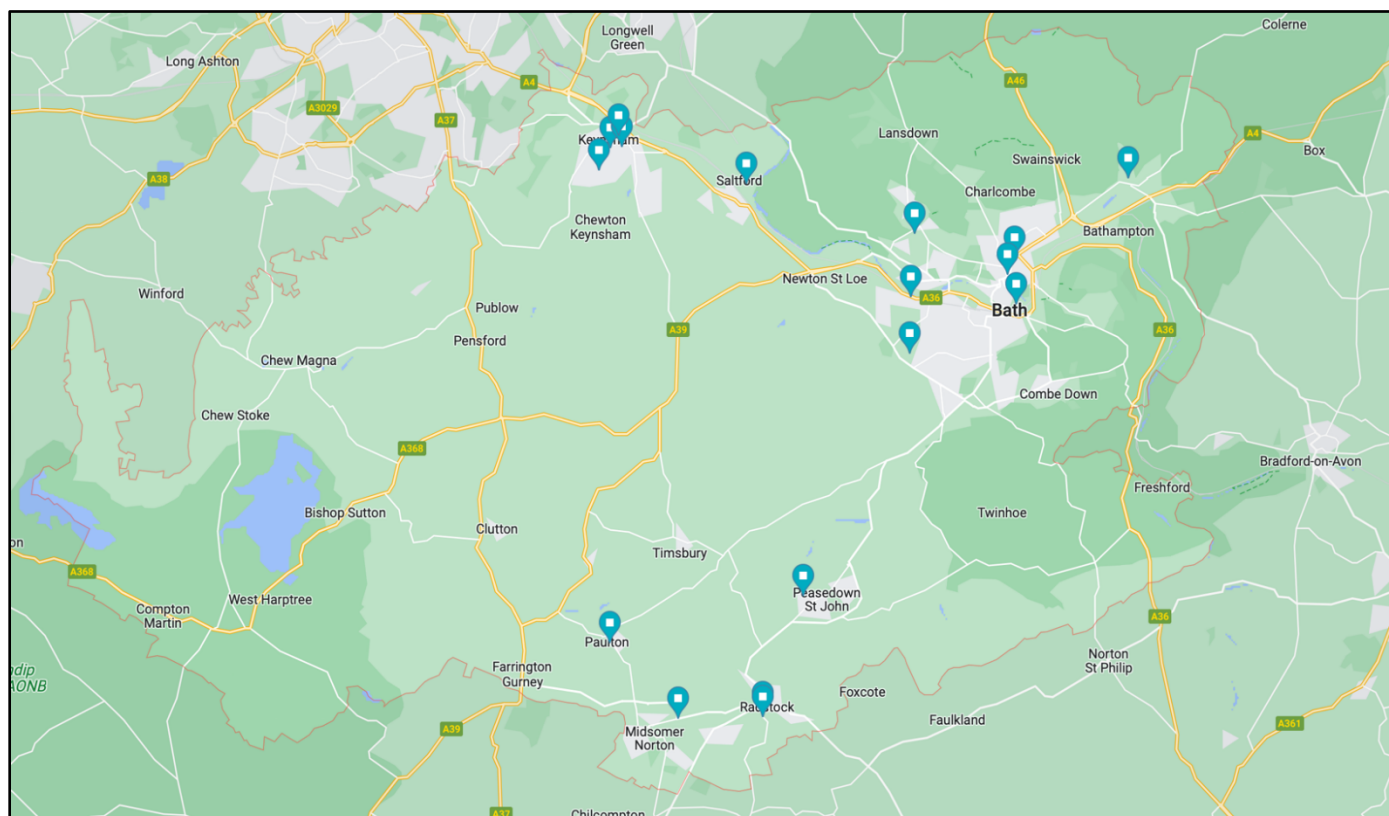 Colerne
Longwell
Green
Long Ashton
A4
A46
A3029
A37
Lansdown
A4
Keynsham
Box
Swainswick
A38
Saltford
Charlcombe
Chewton
Keynsham
Bathampton
Newton St Loe
Winford
A36
Publow
Bath
A39
A36
Pensford
Chew Magna
Combe Down
Chew Stoke
A368
Bradford-on-Avon
Freshford
Bishop Sutton
Twinhoe
Clutton
on
Timsbury
A368
Peasedown
St John
West Harptree
Compton
Martin
A36
Paulton
Norton
St Philip
Farrington
Gurney
ndip
AONB
Foxcote
Radstock
Faulkland
A361
A39
Midsomer
Norton
A37
Chilcompton